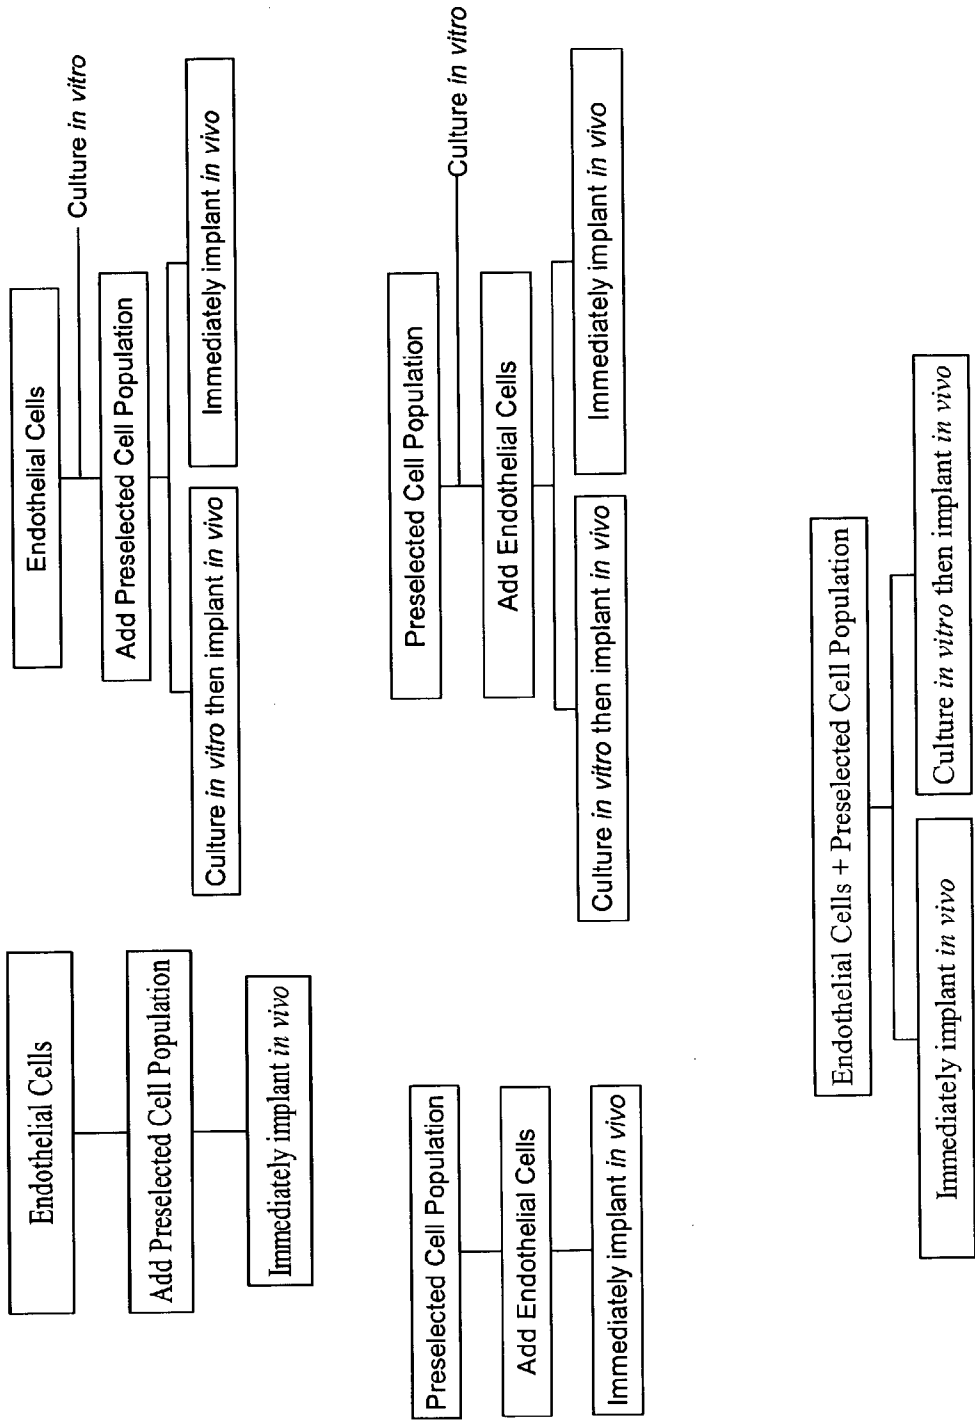 Endothelial Cells
Add Preselected Cell Population
Immediately implant in vivo
Endothelial Cells
Culture in vitro
Add Preselected Cell Population
Culture in vitro then implant in vivo
Immediately implant in vivo
Preselected Cell Population
Add Endothelial Cells
Immediately implant in vivo
Preselected Cell Population
Culture in vitro
Add Endothelial Cells
Culture in vitro then implant in vivo
Immediately implant in vivo
Endothelial Cells + Preselected Cell Population
Immediately implant in vivo
Culture in vitro then implant in vivo